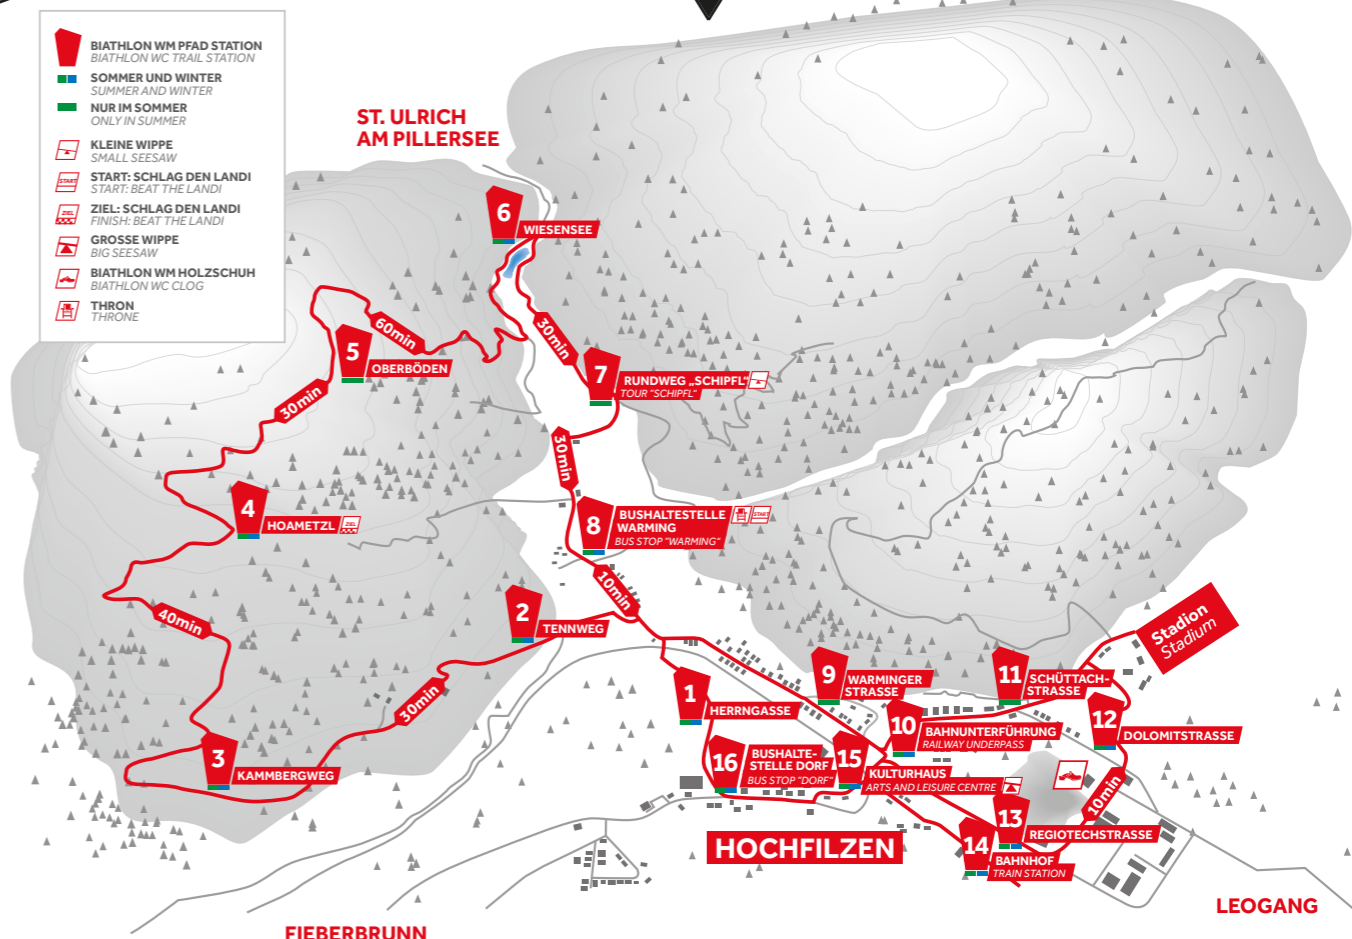 BIATHLON WM PFAD STATION
BIATHLON WC TRAIL STATION
SOMMER UND WINTER
SUMMER AND WINTER
NUR IM SOMMER
ONLY IN SUMMER
KLEINE WIPPE
SMALL SEESAW
START
START: SCHLAG DEN LANDI
START: BEAT THE LANDI
ZIEL
ZIEL: SCHLAG DEN LANDI
FINISH: BEAT THE LANDI
GROSSE WIPPE
BIG SEESAW
BIATHLON WM HOLZSCHUH
BIATHLON WC CLOG
THRON
THRONE
ST. ULRICH
AM PILLERSEE
6
WIESENSEE
60min
30min
5
OBERBÖDEN
7
RUNDWEG „SCHIPFL“
TOUR "SCHIPFL"
30min
30min
4
HOAMETZL
ZIEL
8
BUSHALTESTELLE
WARMING
BUS STOP "WARMING"
START
10min
40min
2
TENNWEG
Stadion
Stadium
30min
1
HERRNGASSE
9
WARMINGER
STRASSE
11
SCHÜTTACH-
STRASSE
10
BAHNUNTERFÜHRUNG
RAILWAY UNDERPASS
12
DOLOMITSTRASSE
3
KAMMBERGWEG
16
BUSHALTE-
STELLE DORF
BUS STOP "DORF"
15
KULTURHAUS
ARTS AND LEISURE CENTRE
10min
13
REGIOTECHSTRASSE
14
BAHNHOF
TRAIN STATION
HOCHFILZEN
LEOGANG
FIEBERBRUNN